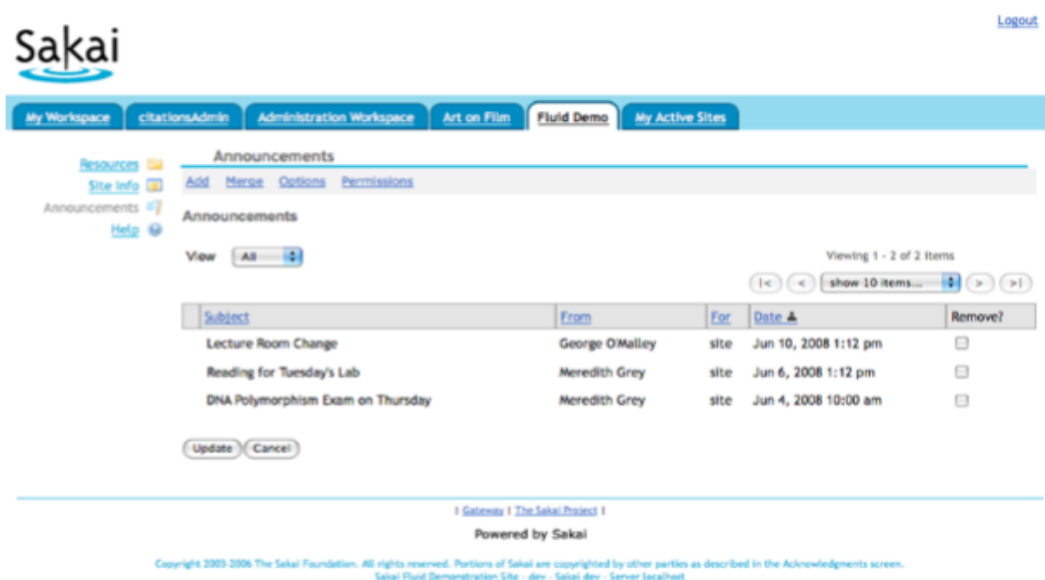 Logout
Sakai
My Workspace citationsAdmin Administration Workspace Art on Film Fluid Demo My Active Sites
Resources
Site Info
Announcements
Help
Announcements
Add Merge Options Permissions
Announcements
View All
Viewing 1 - 2 of 2 items
|< < show 10 items... > >|
Subject From For Date Remove?
Lecture Room Change George O'Malley site Jun 10, 2008 1:12 pm
Reading for Tuesday's Lab Meredith Grey site Jun 6, 2008 1:12 pm
DNA Polymorphism Exam on Thursday Meredith Grey site Jun 4, 2008 10:00 am
Update Cancel
| Gateway | The Sakai Project |
Powered by Sakai
Copyright 2003-2006 The Sakai Foundation. All rights reserved. Portions of Sakai are copyrighted by other parties as described in the Acknowledgments screen.
Sakai Fluid Demonstration Site - dev - Sakai dev - Server localhost